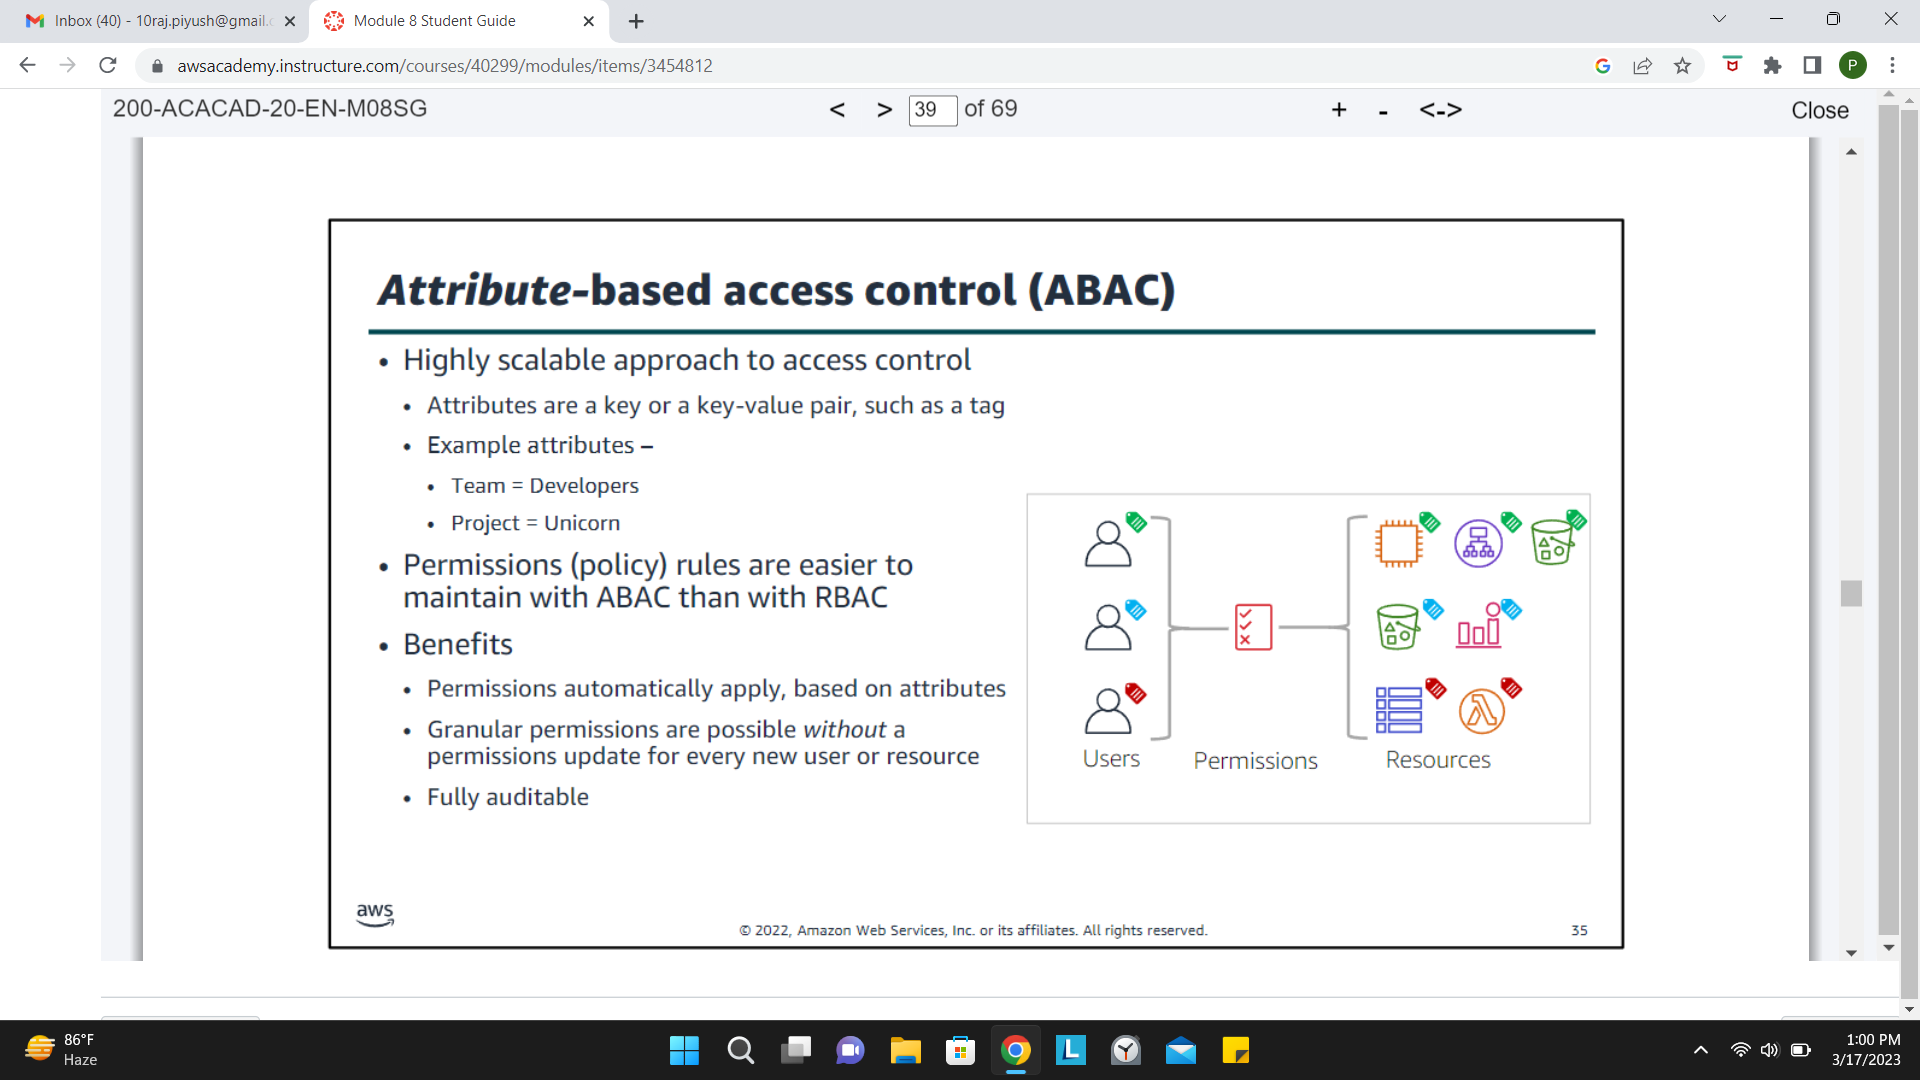 Inbox (40) - 10raj.piyush@gmail.c
Module 8 Student Guide
awsacademy.instructure.com/courses/40299/modules/items/3454812
P
200-ACACAD-20-EN-M08SG
< > 39 of 69
+ - <->
Close
Attribute-based access control (ABAC)
• Highly scalable approach to access control
• Attributes are a key or a key-value pair, such as a tag
• Example attributes –
• Team = Developers
• Project = Unicorn
• Permissions (policy) rules are easier to
maintain with ABAC than with RBAC
• Benefits
• Permissions automatically apply, based on attributes
• Granular permissions are possible without a
permissions update for every new user or resource
• Fully auditable
Users
Permissions
Resources
aws
© 2022, Amazon Web Services, Inc. or its affiliates. All rights reserved.
35
86°F
Haze
L
1:00 PM
3/17/2023